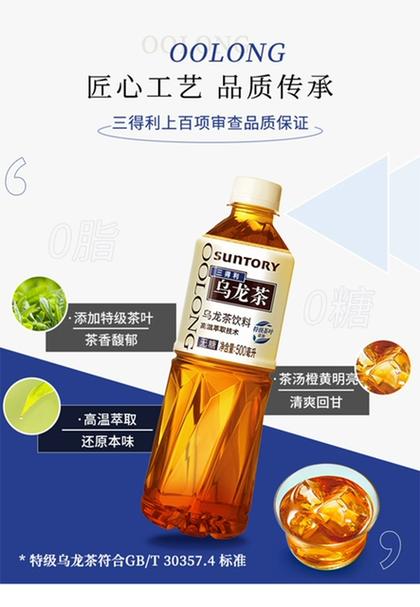 OOLONG
OOLONG
匠心工艺 品质传承
三得利上百项审查品质保证
0脂
0糖
SUNTORY
OOLONG
三得利
乌龙茶
乌龙茶饮料
高温萃取技术
特级茶叶
无糖 净含量:500毫升
·添加特级茶叶
茶香馥郁
·茶汤橙黄明亮
清爽回甘
·高温萃取
还原本味
*特级乌龙茶符合GB/T 30357.4 标准